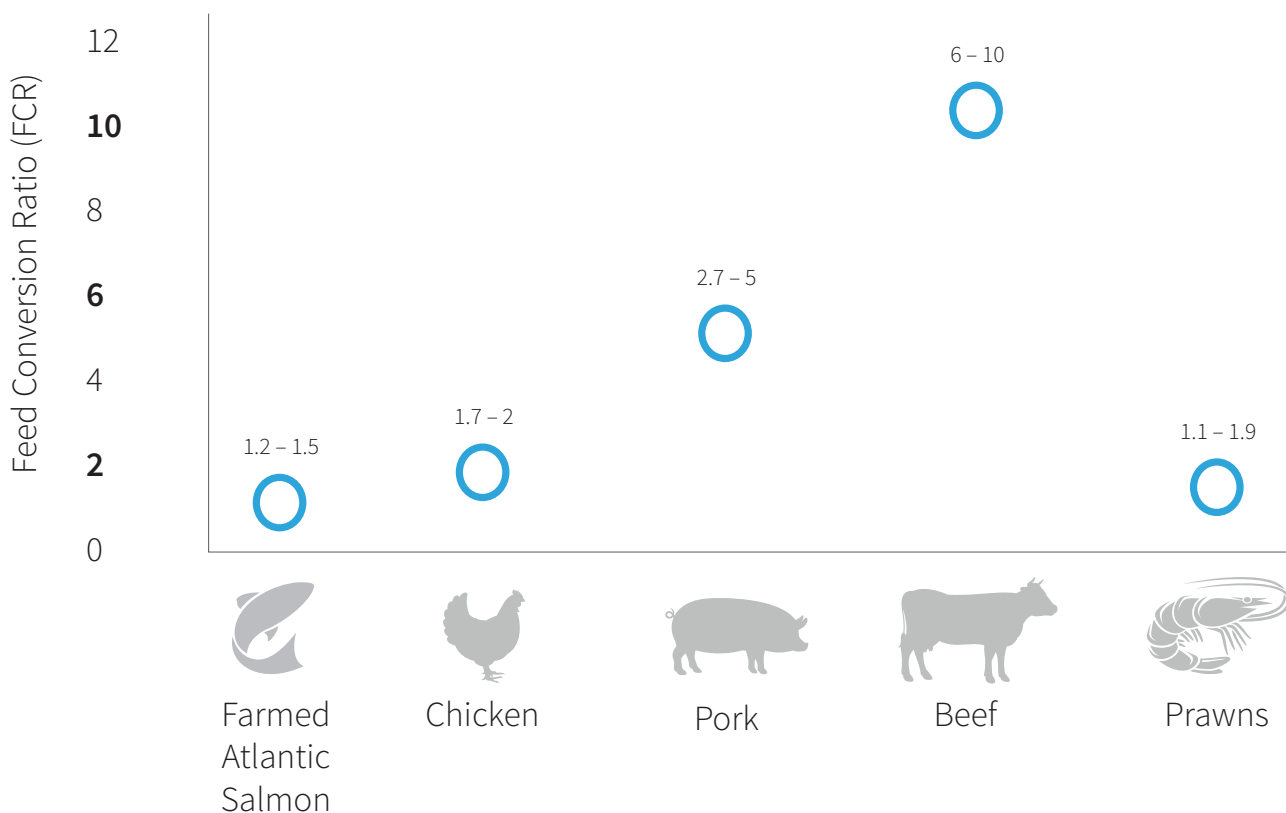 Feed Conversion Ratio (FCR)
12
10
8
6
4
2
0
1.2 – 1.5
1.7 – 2
2.7 – 5
6 – 10
1.1 – 1.9
Farmed
Atlantic
Salmon
Chicken
Pork
Beef
Prawns